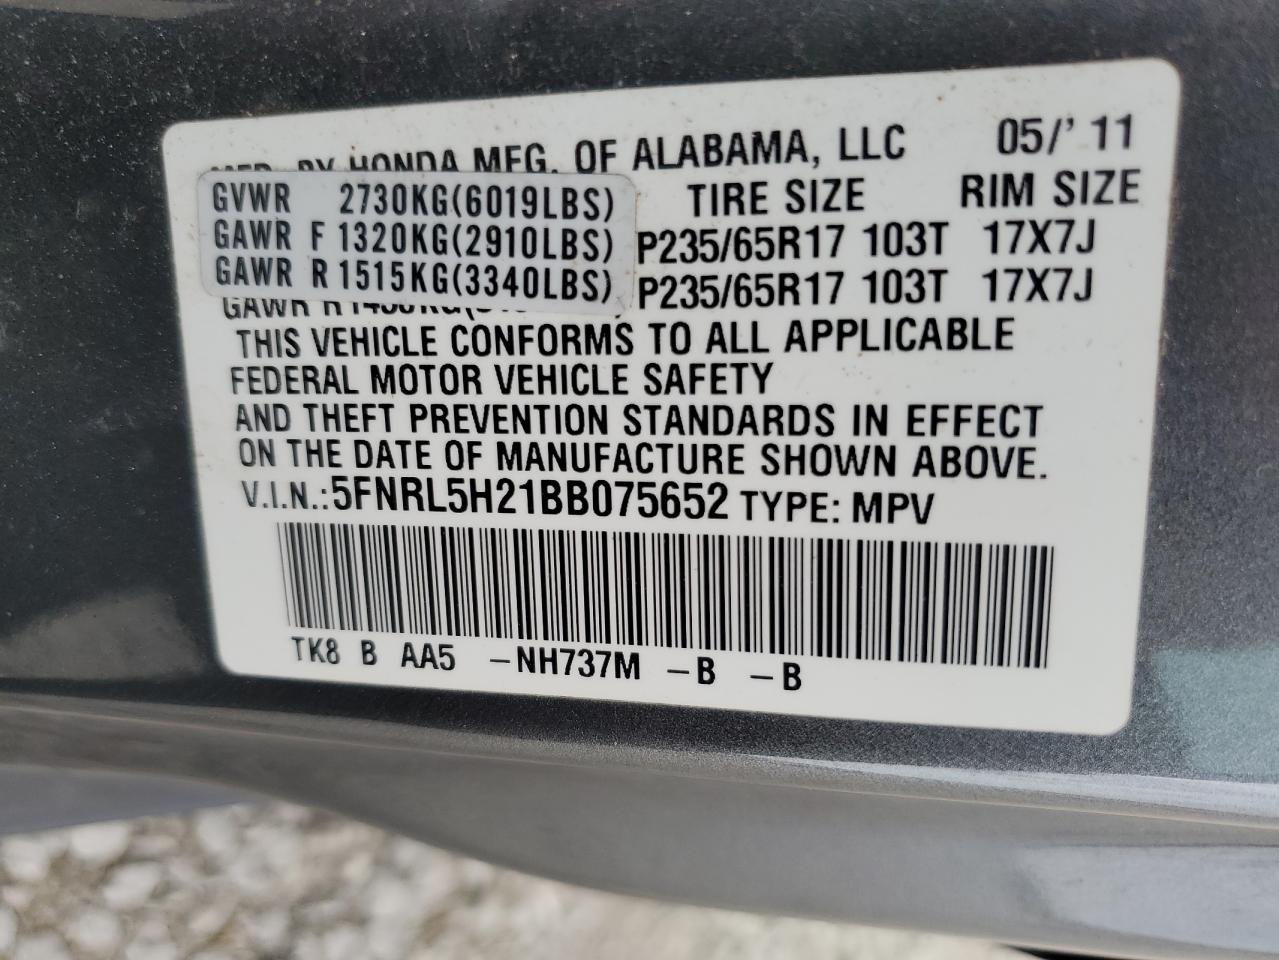 MFD. BY HONDA MFG. OF ALABAMA, LLC 05/'11
GVWR 2730KG(6019LBS) TIRE SIZE RIM SIZE
GAWR F 1320KG(2910LBS) P235/65R17 103T 17X7J
GAWR R 1515KG(3340LBS) P235/65R17 103T 17X7J
GAWR R
THIS VEHICLE CONFORMS TO ALL APPLICABLE
FEDERAL MOTOR VEHICLE SAFETY
AND THEFT PREVENTION STANDARDS IN EFFECT
ON THE DATE OF MANUFACTURE SHOWN ABOVE.
V.I.N.: 5FNRL5H21BB075652 TYPE: MPV
TK8 B AA5 -NH737M -B -B